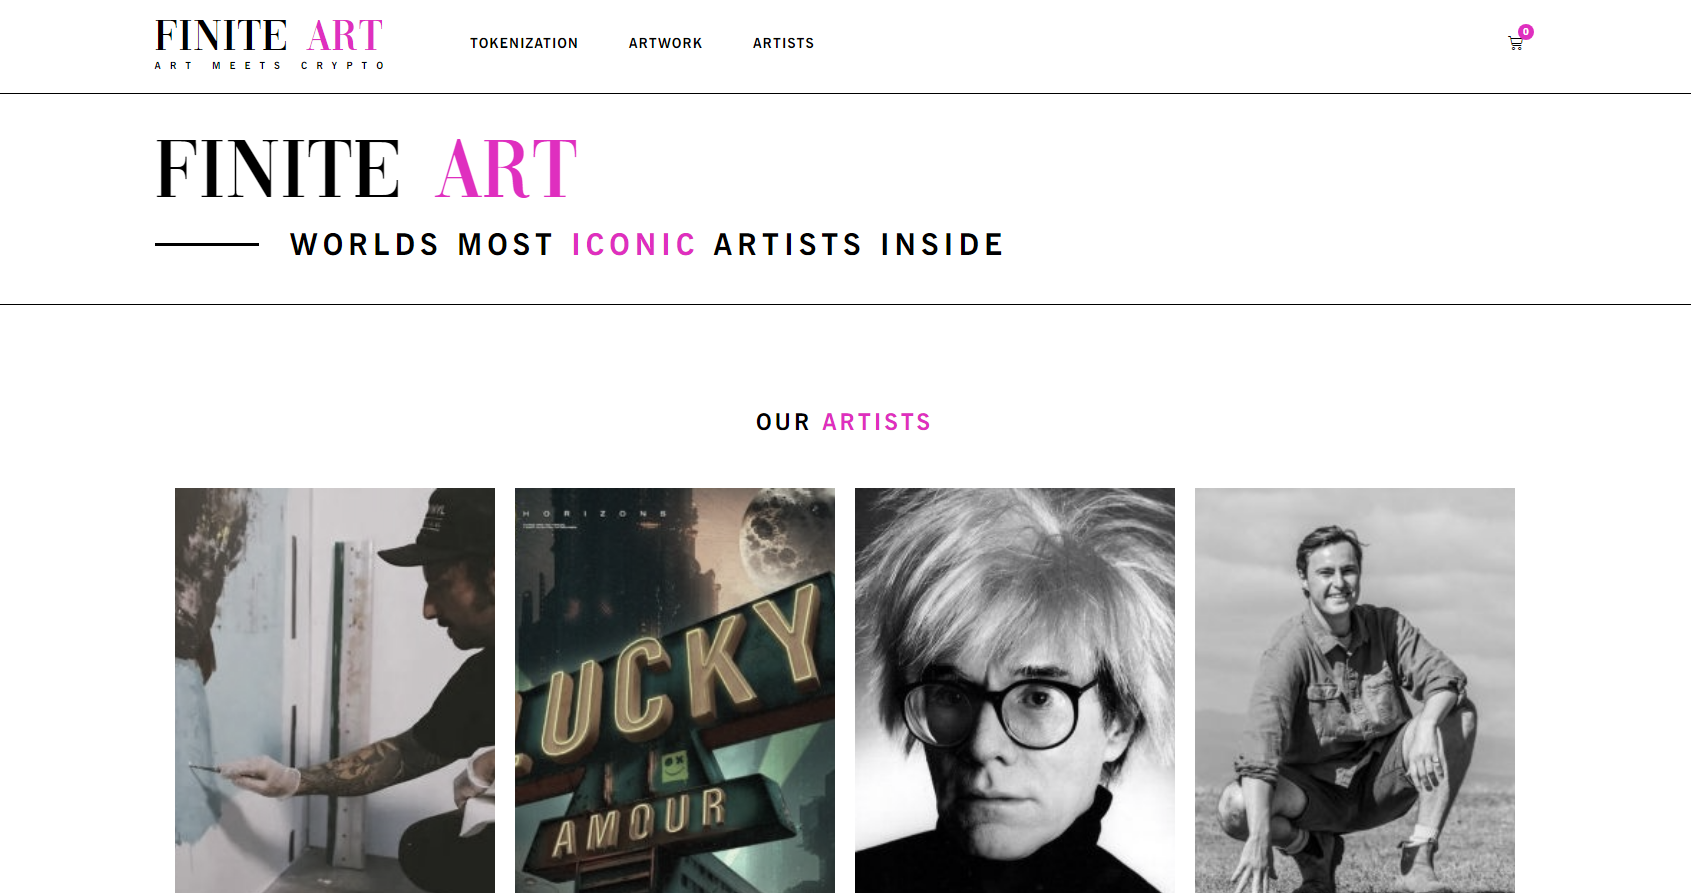 FINITE ART
ART MEETS CRYPTO
TOKENIZATION
ARTWORK
ARTISTS
0
FINITE ART
WORLDS MOST ICONIC ARTISTS INSIDE
OUR ARTISTS
HORIZONS
LUCKY
AMOUR